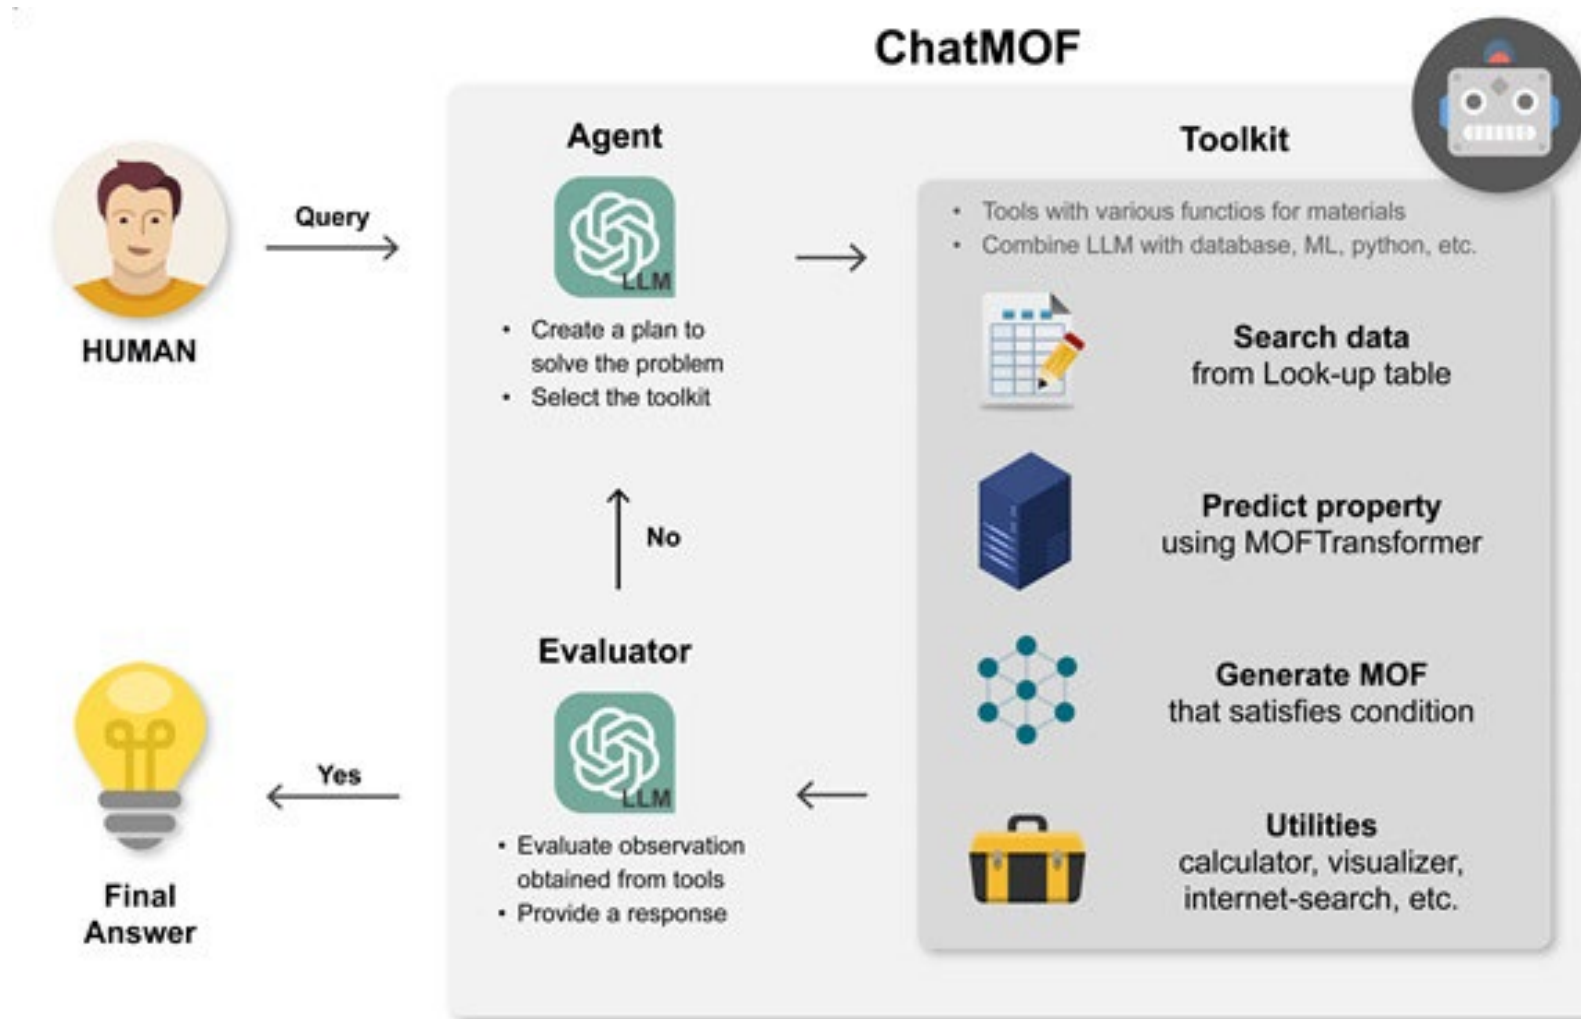 ChatMOF
Agent
Toolkit
Query
LLM
HUMAN
• Create a plan to
solve the problem
• Select the toolkit
• Tools with various functios for materials
• Combine LLM with database, ML, python, etc.
Search data
from Look-up table
Predict property
using MOFTransformer
Generate MOF
that satisfies condition
Utilities
calculator, visualizer,
internet-search, etc.
No
Evaluator
LLM
• Evaluate observation
obtained from tools
• Provide a response
Yes
Final
Answer